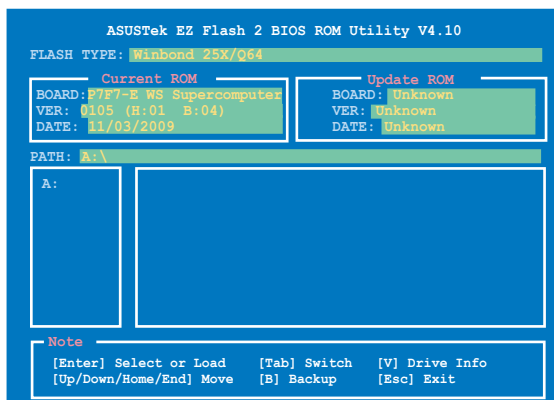 ASUSTek EZ Flash 2 BIOS ROM Utility V4.10
FLASH TYPE: Winbond 25X/Q64
Current ROM
BOARD:P7F7-E WS Supercomputer
VER: 0105 (H:01 B:04)
DATE: 11/03/2009
Update ROM
BOARD: Unknown
VER: Unknown
DATE: Unknown
PATH: A:\
A:
Note
[Enter] Select or Load [Tab] Switch [V] Drive Info
[Up/Down/Home/End] Move [B] Backup [Esc] Exit